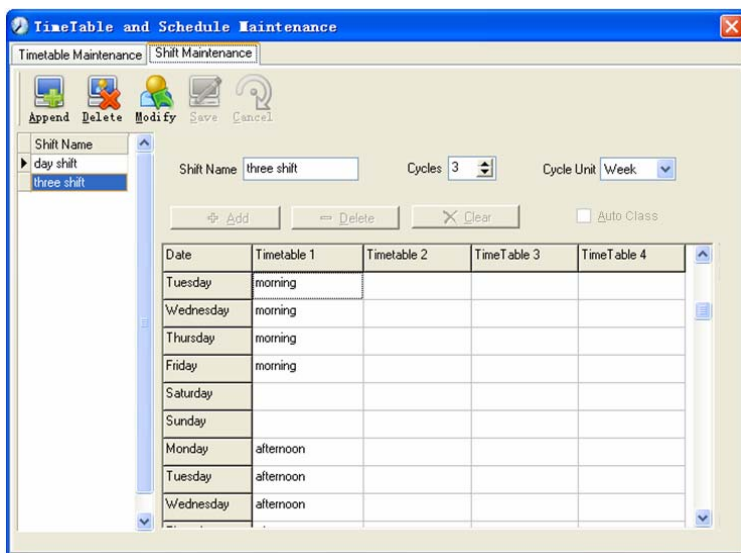 TimeTable and Schedule Maintenance
Timetable Maintenance Shift Maintenance
Append Delete Modify Save Cancel
Shift Name
day shift
three shift
Shift Name three shift Cycles 3 Cycle Unit Week
Add Delete Clear Auto Class
Date Timetable 1 Timetable 2 TimeTable 3 TimeTable 4
Tuesday morning
Wednesday morning
Thursday morning
Friday morning
Saturday
Sunday
Monday afternoon
Tuesday afternoon
Wednesday afternoon